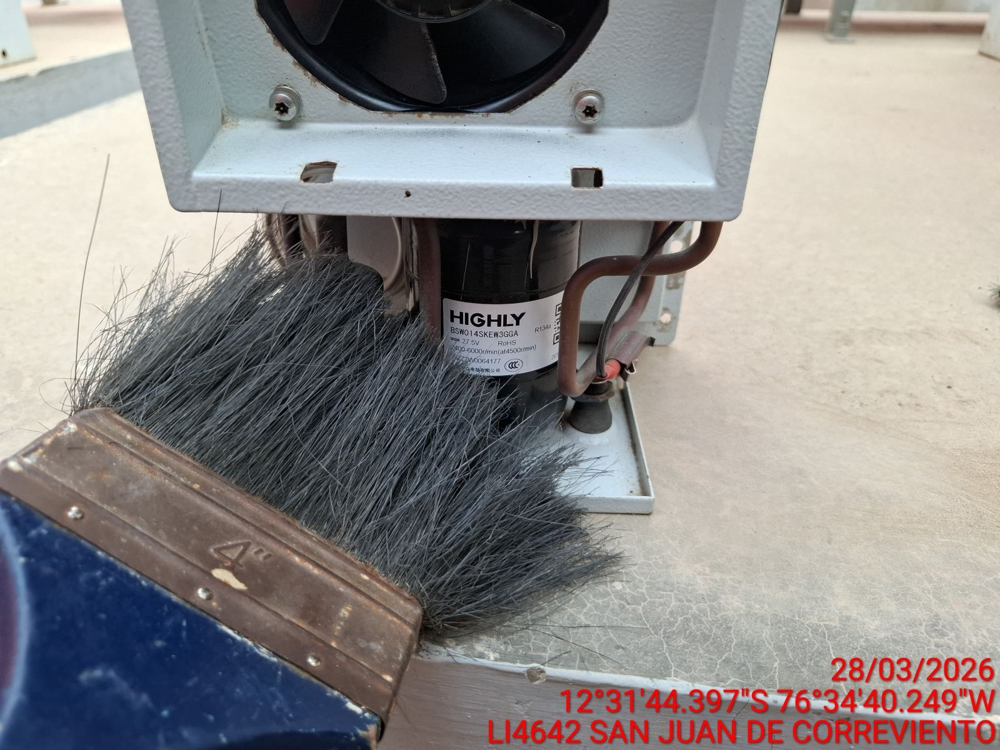 HIGHLY
BSW014SKEW3GGA
R134a
27.5V RoHS
2400-6000r/min(at4500r/min)
W0064177
4"
28/03/2026
12°31'44.397"S 76°34'40.249"W
LI4642 SAN JUAN DE CORREVIENTO